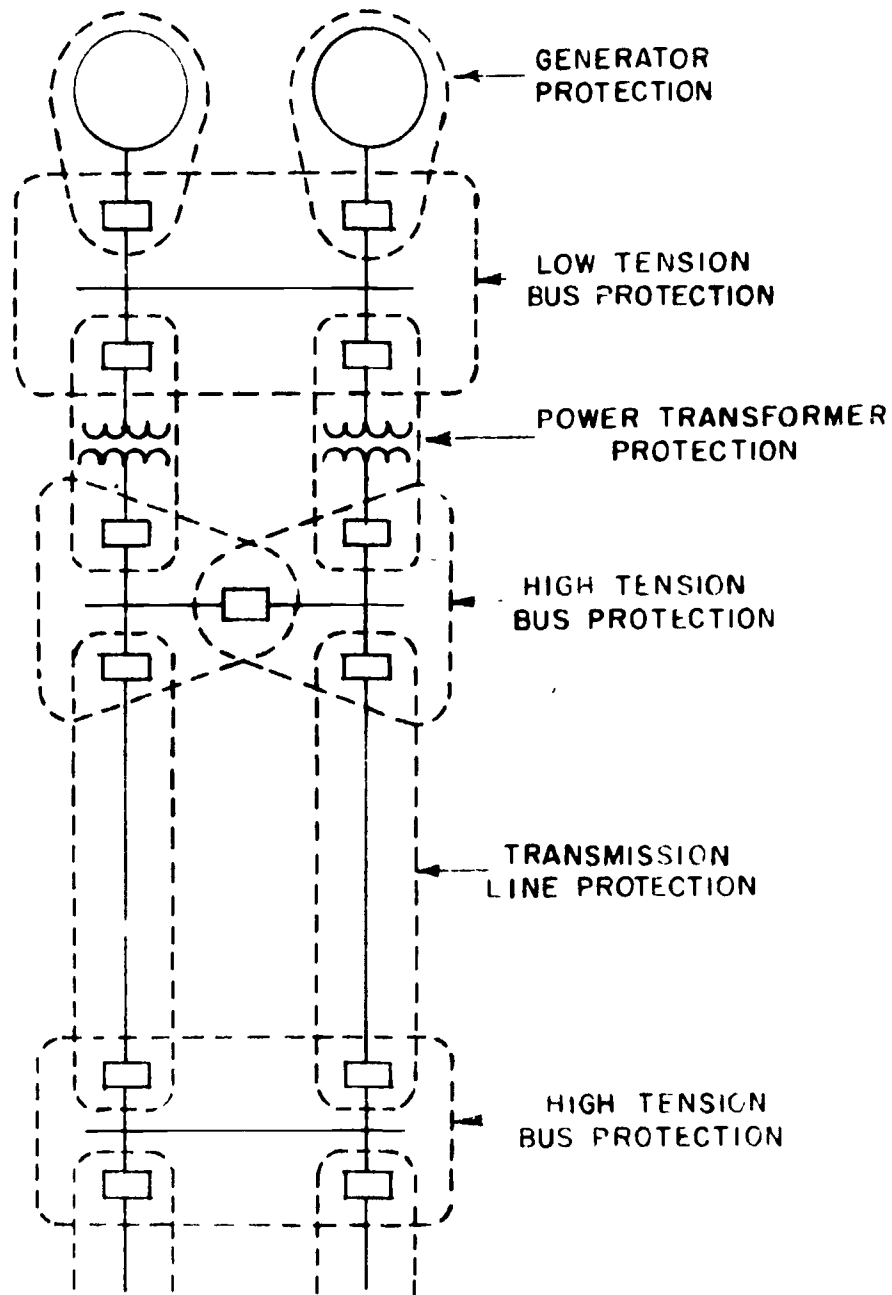 GENERATOR
PROTECTION
LOW TENSION
BUS PROTECTION
POWER TRANSFORMER
PROTECTION
HIGH TENSION
BUS PROTECTION
TRANSMISSION
LINE PROTECTION
HIGH TENSION
BUS PROTECTION